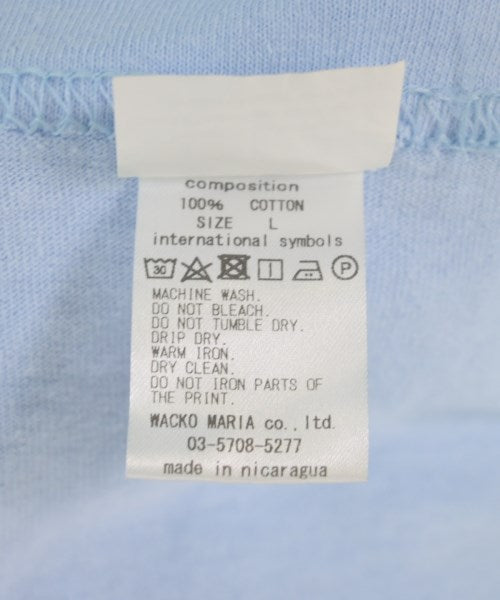 composition
100% COTTON
SIZE L
international symbols
30 P
MACHINE WASH.
DO NOT BLEACH.
DO NOT TUMBLE DRY.
DRIP DRY.
WARM IRON.
DRY CLEAN.
DO NOT IRON PARTS OF
THE PRINT.
WACKO MARIA co.,ltd.
03-5708-5277
made in nicaragua